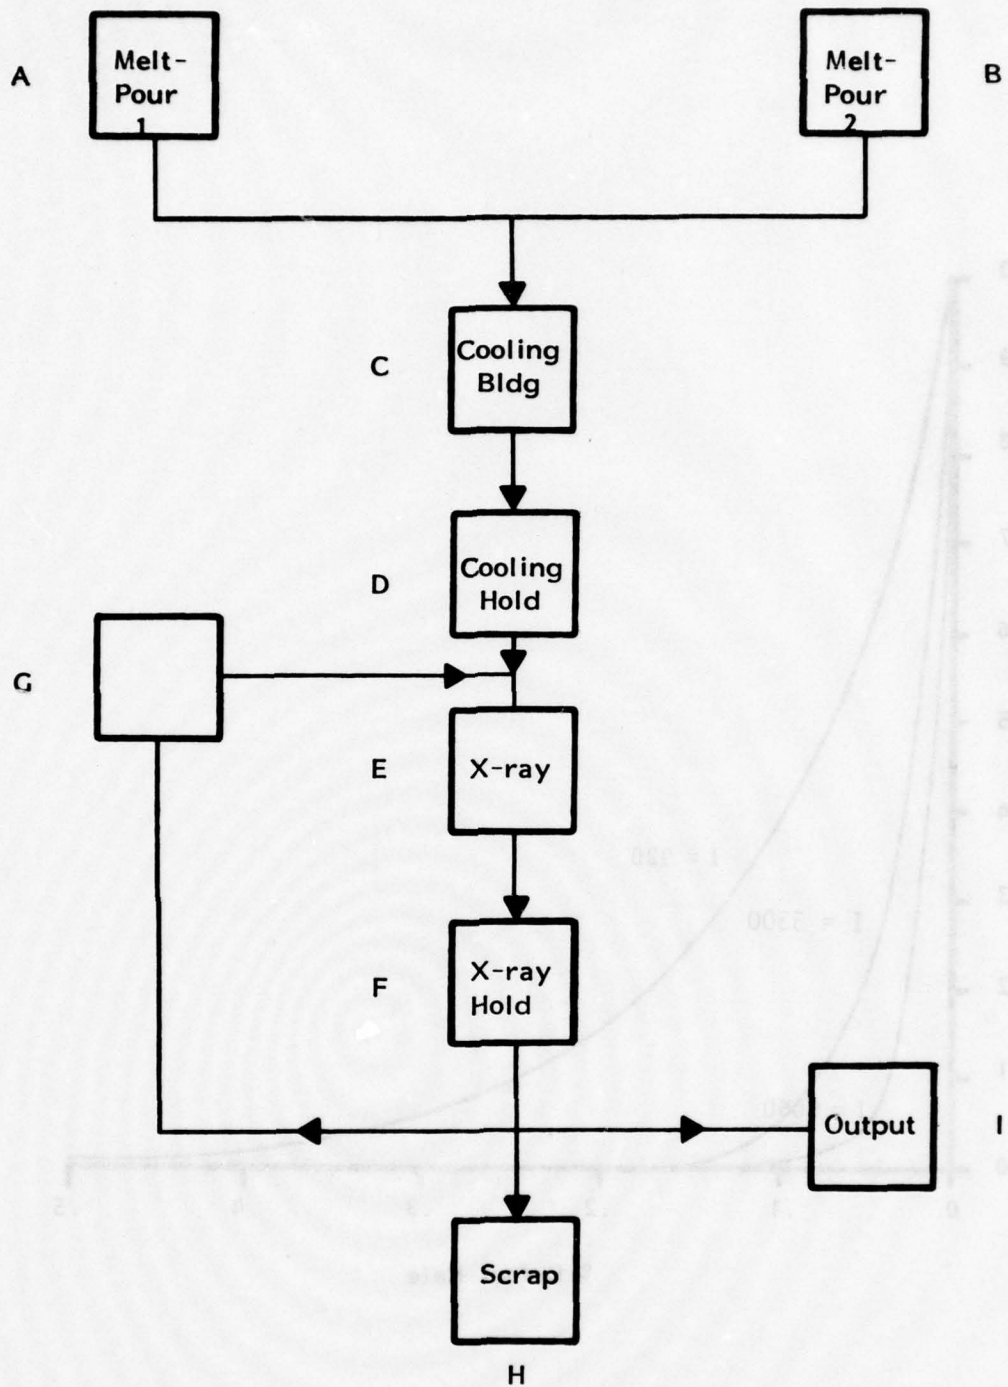 A
Melt-
Pour
1
Melt-
Pour
2
B
C
Cooling
Bldg
D
Cooling
Hold
G
E
X-ray
F
X-ray
Hold
Output
I
Scrap
H